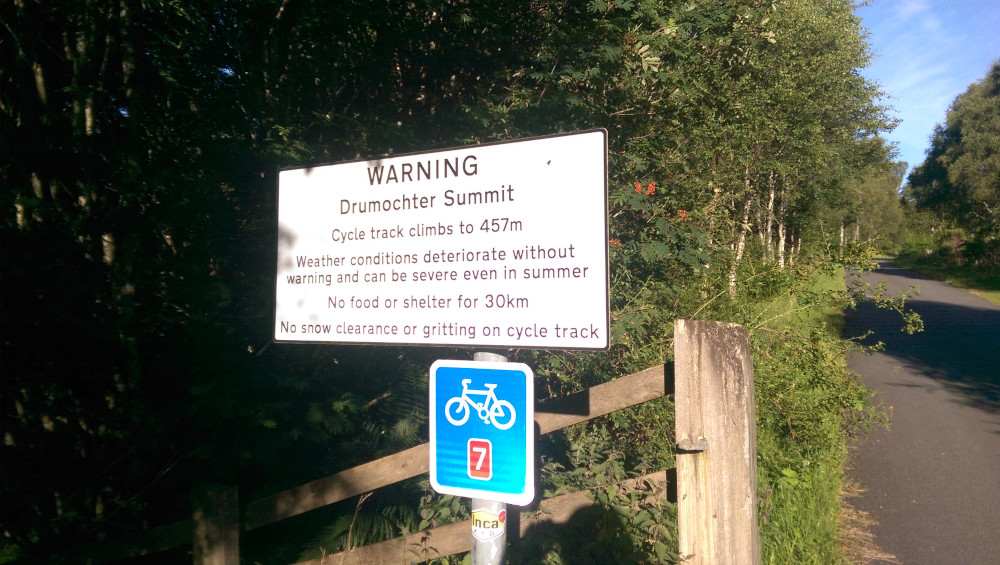 WARNING
Drumochter Summit
Cycle track climbs to 457m
Weather conditions deteriorate without
warning and can be severe even in summer
No food or shelter for 30km
No snow clearance or gritting on cycle track
7
inca